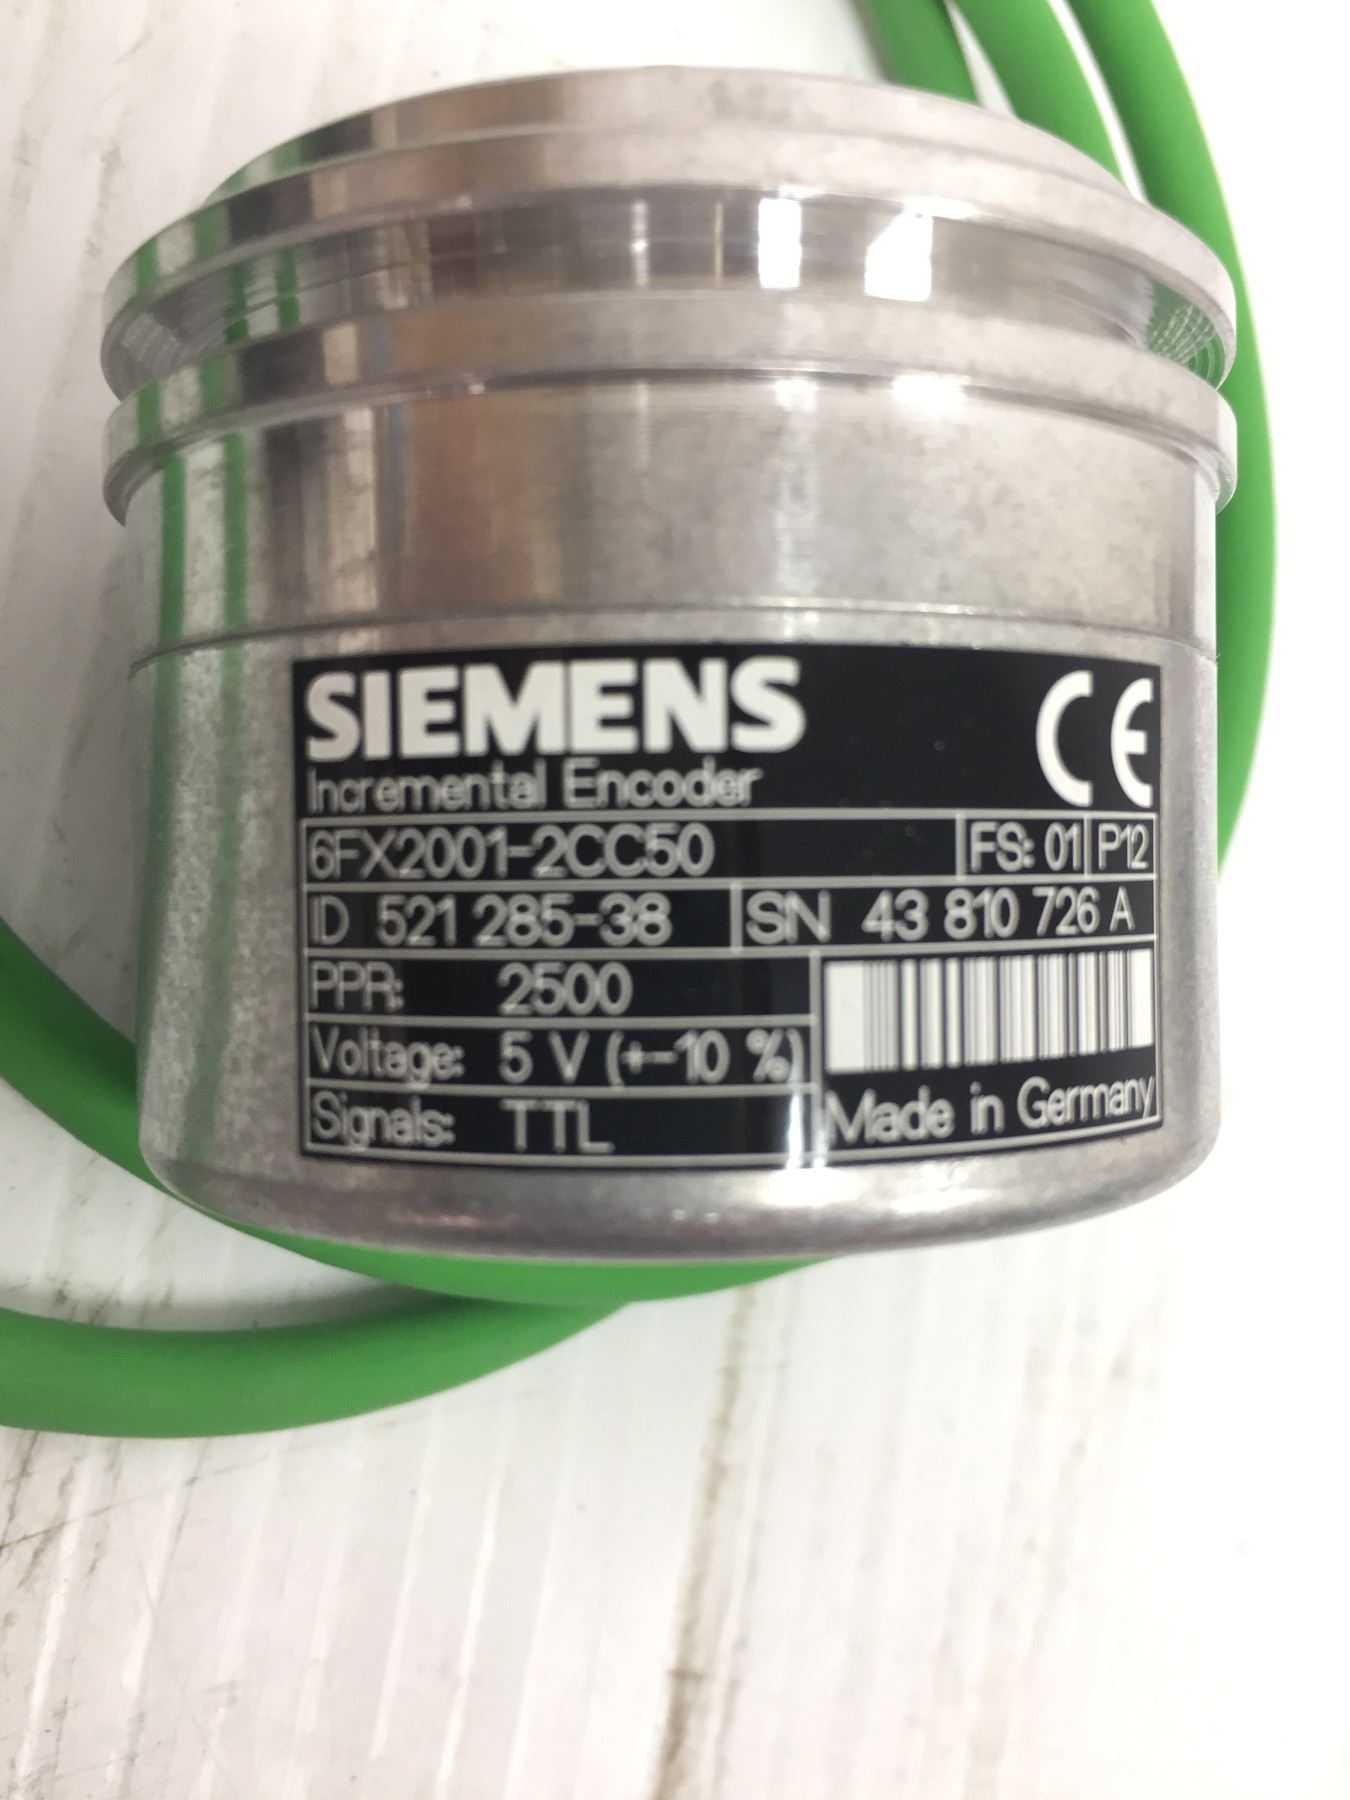 SIEMENS CE
Incremental Encoder
6FX2001-2CC50 FS: 01 P12
ID 521 285-38 SN 43 810 726 A
PPR: 2500
Voltage: 5 V (+-10 %)
Signals: TTL
Made in Germany